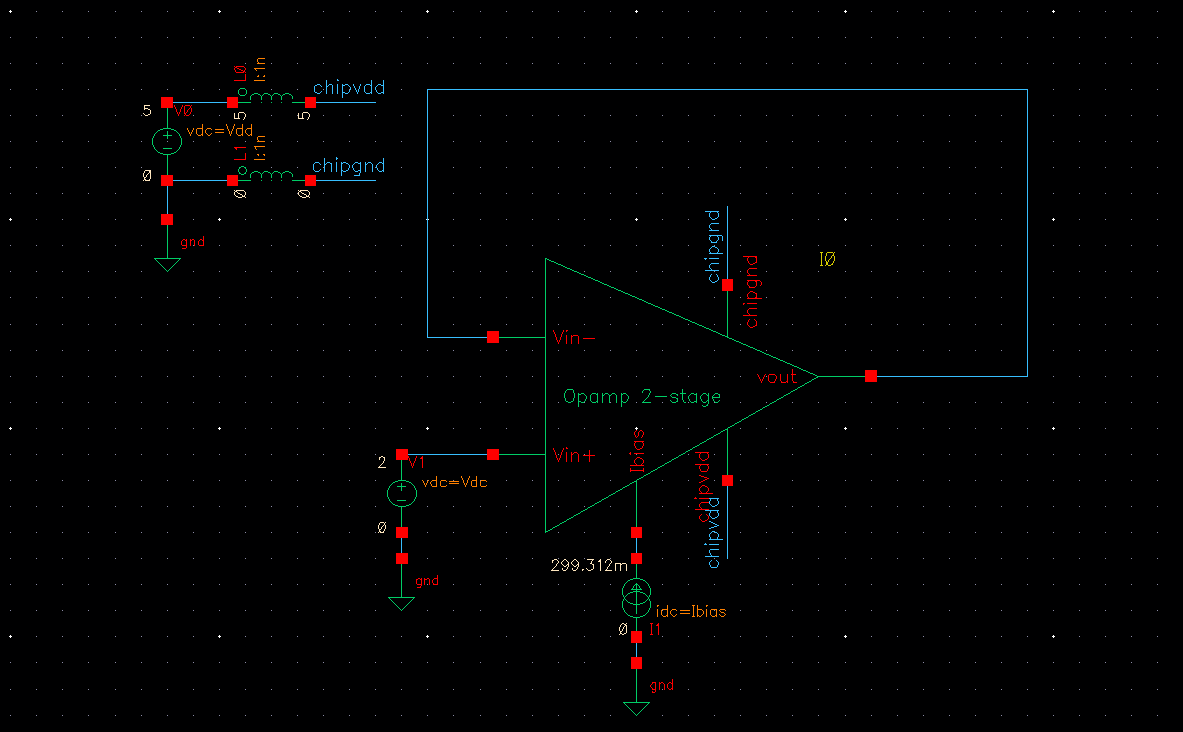 L0
l:1n
chipvdd
5
V0
5
5
vdc=Vdd
L1
l:1n
chipgnd
0
0
0
gnd
chipgnd
chipgnd
I0
Vin-
vout
Opamp 2-stage
Ibias
Vin+
2
V1
vdc=Vdc
chipvdd
chipvdd
0
gnd
299.312m
idc=Ibias
0
I1
gnd